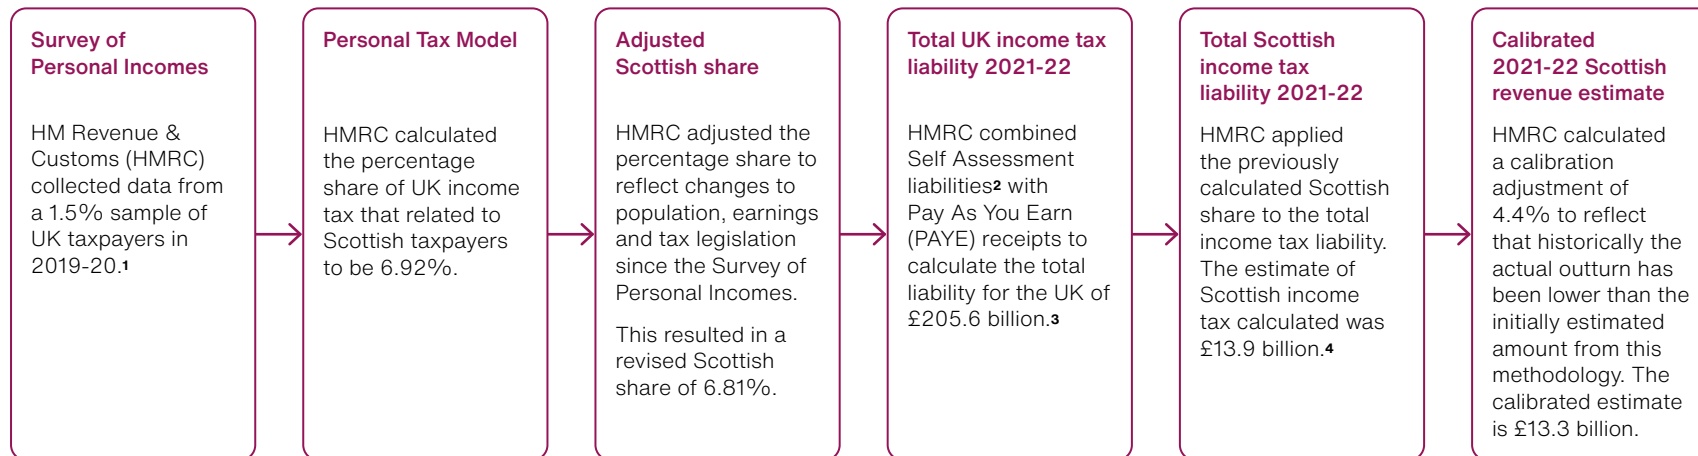 Survey of
Personal Incomes
HM Revenue &
Customs (HMRC)
collected data from
a 1.5% sample of
UK taxpayers in
2019-20.1
Personal Tax Model
HMRC calculated
the percentage
share of UK income
tax that related to
Scottish taxpayers
to be 6.92%.
Adjusted
Scottish share
HMRC adjusted the
percentage share to
reflect changes to
population, earnings
and tax legislation
since the Survey of
Personal Incomes.
This resulted in a
revised Scottish
share of 6.81%.
Total UK income tax
liability 2021-22
HMRC combined
Self Assessment
liabilities2 with
Pay As You Earn
(PAYE) receipts to
calculate the total
liability for the UK of
£205.6 billion.3
Total Scottish
income tax
liability 2021-22
HMRC applied
the previously
calculated Scottish
share to the total
income tax liability.
The estimate of
Scottish income
tax calculated was
£13.9 billion.4
Calibrated
2021-22 Scottish
revenue estimate
HMRC calculated
a calibration
adjustment of
4.4% to reflect
that historically the
actual outturn has
been lower than the
initially estimated
amount from this
methodology. The
calibrated estimate
is £13.3 billion.